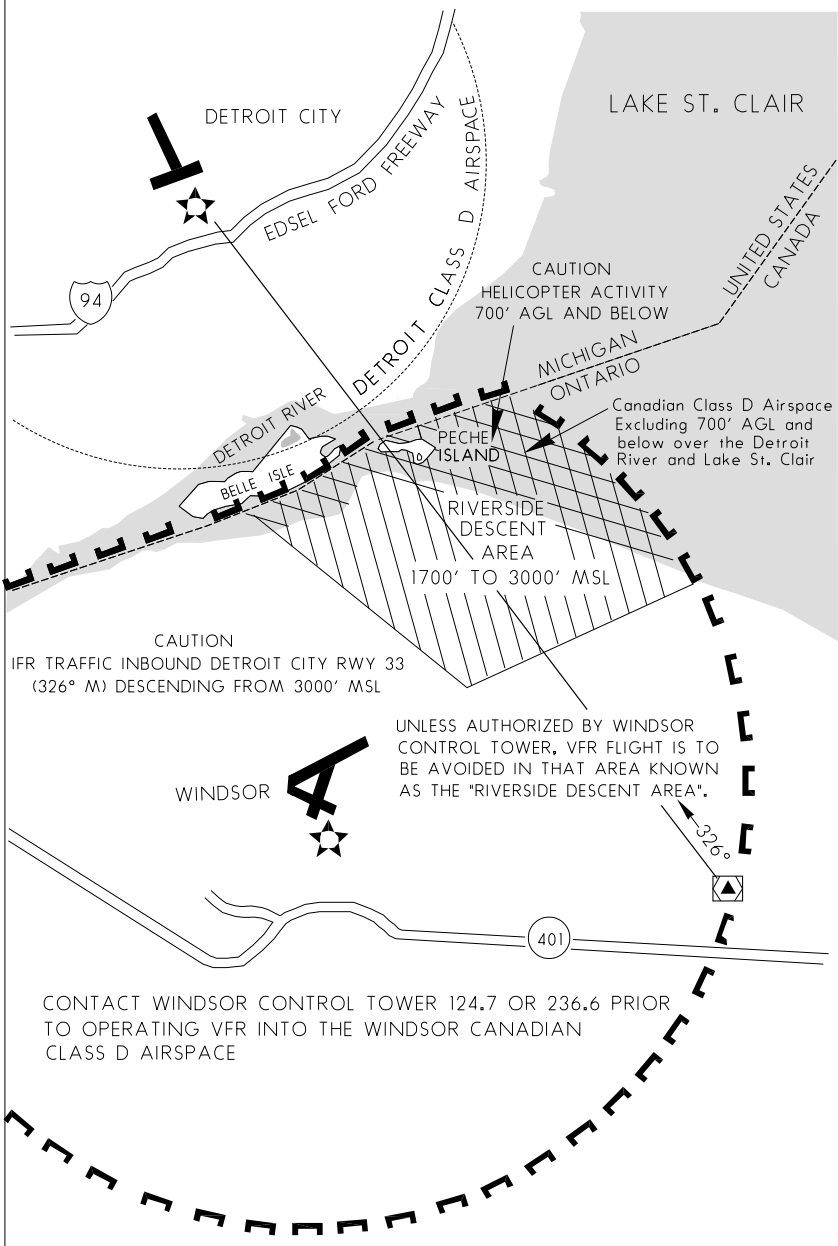 DETROIT CITY
LAKE ST. CLAIR
EDSEL FORD FREEWAY
DETROIT CLASS D AIRSPACE
94
UNITED STATES
CANADA
CAUTION
HELICOPTER ACTIVITY
700' AGL AND BELOW
MICHIGAN
ONTARIO
DETROIT RIVER
Canadian Class D Airspace
Excluding 700' AGL and
below over the Detroit
River and Lake St. Clair
PECHE
ISLAND
BELLE ISLE
RIVERSIDE
DESCENT
AREA
1700' TO 3000' MSL
CAUTION
IFR TRAFFIC INBOUND DETROIT CITY RWY 33
(326° M) DESCENDING FROM 3000' MSL
UNLESS AUTHORIZED BY WINDSOR
CONTROL TOWER, VFR FLIGHT IS TO
BE AVOIDED IN THAT AREA KNOWN
AS THE "RIVERSIDE DESCENT AREA".
WINDSOR
326°
401
CONTACT WINDSOR CONTROL TOWER 124.7 OR 236.6 PRIOR
TO OPERATING VFR INTO THE WINDSOR CANADIAN
CLASS D AIRSPACE